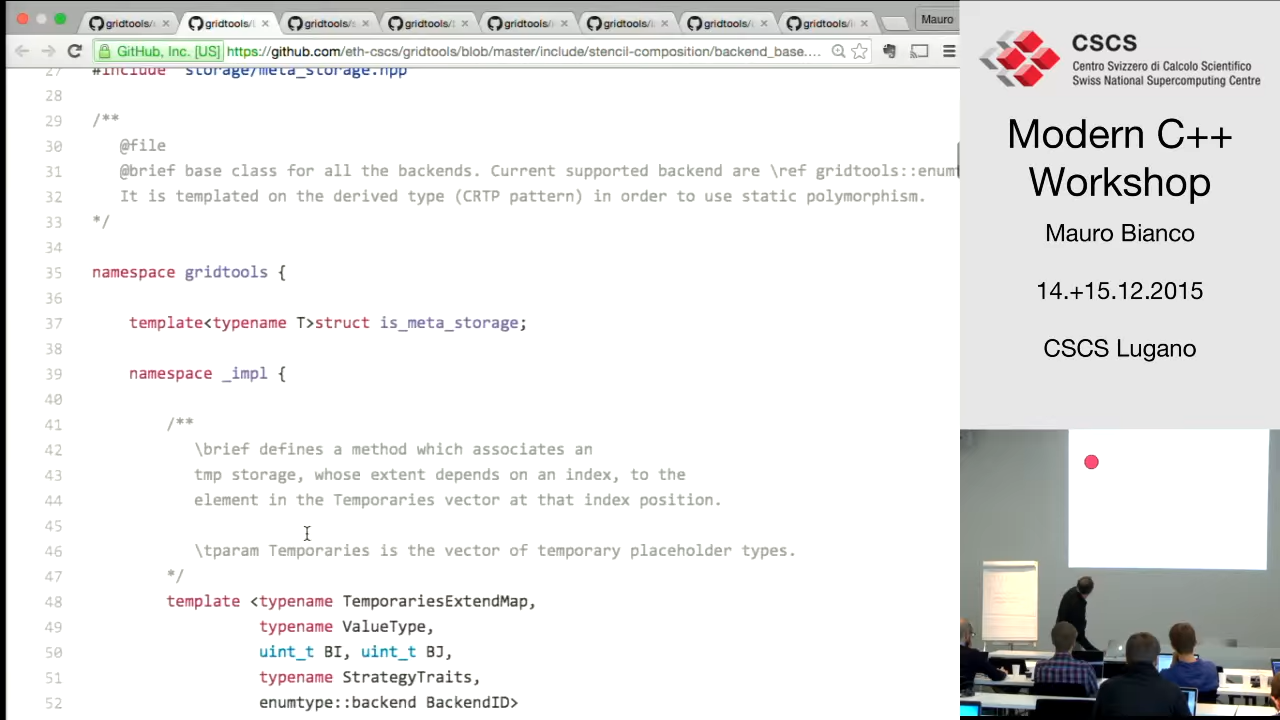 gridtools/
gridtools/
gridtools/
gridtools/
gridtools/
gridtools/
gridtools/
gridtools/
Mauro
GitHub, Inc. [US] https://github.com/eth-cscs/gridtools/blob/master/include/stencil-composition/backend_base....
27 #include "storage/meta_storage.hpp"
28
29 /**
30 @file
31 @brief base class for all the backends. Current supported backend are \ref gridtools::enumt
32 It is templated on the derived type (CRTP pattern) in order to use static polymorphism.
33 */
34
35 namespace gridtools {
36
37 template<typename T>struct is_meta_storage;
38
39 namespace _impl {
40
41 /**
42 \brief defines a method which associates an
43 tmp storage, whose extent depends on an index, to the
44 element in the Temporaries vector at that index position.
45
46 \tparam Temporaries is the vector of temporary placeholder types.
47 */
48 template <typename TemporariesExtendMap,
49 typename ValueType,
50 uint_t BI, uint_t BJ,
51 typename StrategyTraits,
52 enumtype::backend BackendID>
CSCS
Centro Svizzero di Calcolo Scientifico
Swiss National Supercomputing Centre
Modern C++
Workshop
Mauro Bianco
14.+15.12.2015
CSCS Lugano